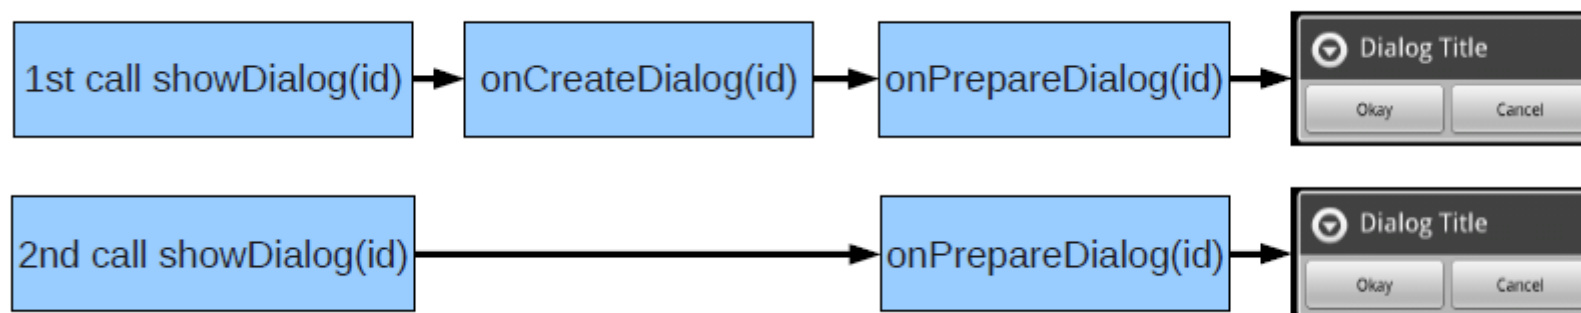 1st call showDialog(id)
onCreateDialog(id)
onPrepareDialog(id)
Dialog Title
Okay
Cancel
2nd call showDialog(id)
onPrepareDialog(id)
Dialog Title
Okay
Cancel